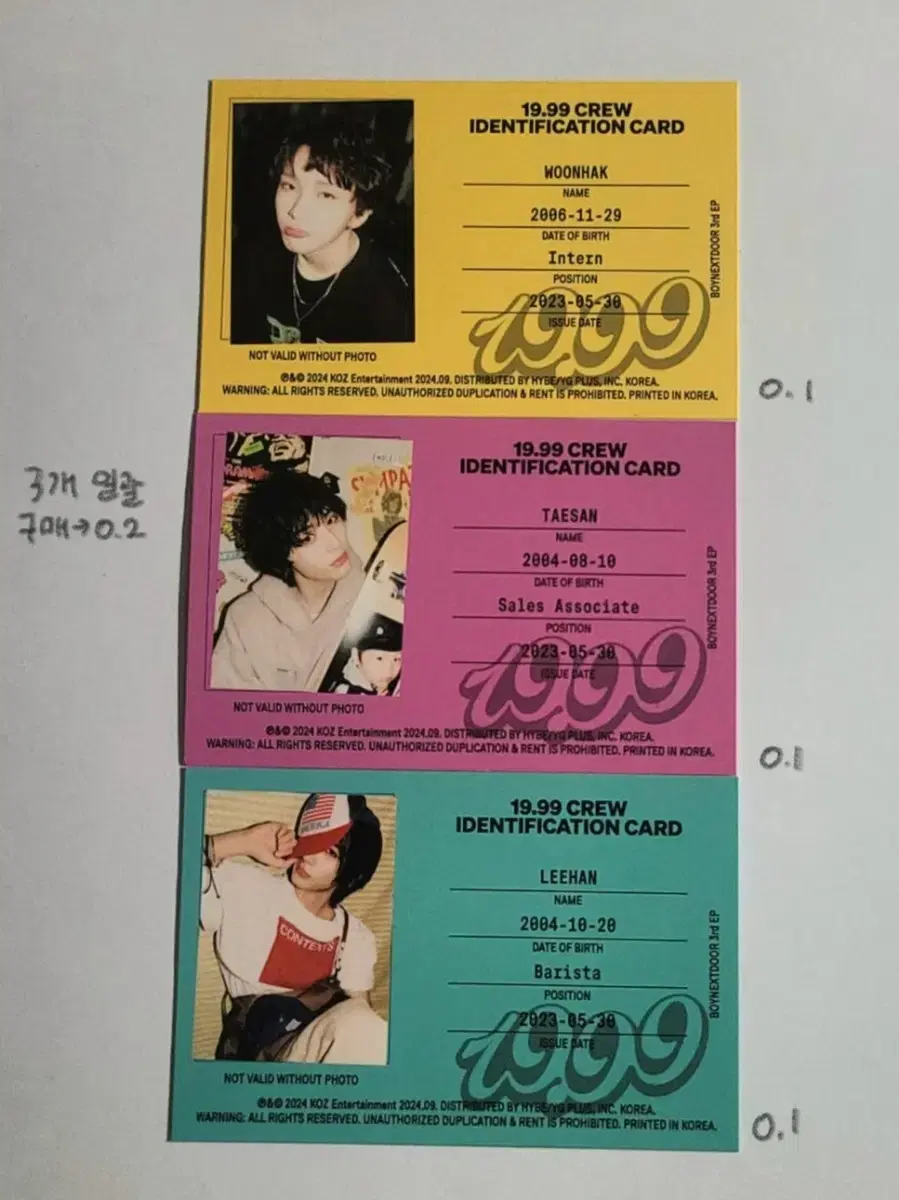 19.99 CREW
IDENTIFICATION CARD
WOONHAK
NAME
2006-11-29
DATE OF BIRTH
Intern
POSITION
2023-05-30
ISSUE DATE
1999
BOYNEXTDOOR 3rd EP
NOT VALID WITHOUT PHOTO
℗&© 2024 KOZ Entertainment 2024.09. DISTRIBUTED BY HYBE/YG PLUS, INC. KOREA.
WARNING: ALL RIGHTS RESERVED. UNAUTHORIZED DUPLICATION & RENT IS PROHIBITED. PRINTED IN KOREA.
0.1
3개 일괄
구매→0.2
19.99 CREW
IDENTIFICATION CARD
TAESAN
NAME
2004-08-10
DATE OF BIRTH
Sales Associate
POSITION
2023-05-30
ISSUE DATE
1999
BOYNEXTDOOR 3rd EP
NOT VALID WITHOUT PHOTO
℗&© 2024 KOZ Entertainment 2024.09. DISTRIBUTED BY HYBE/YG PLUS, INC. KOREA.
WARNING: ALL RIGHTS RESERVED. UNAUTHORIZED DUPLICATION & RENT IS PROHIBITED. PRINTED IN KOREA.
0.1
19.99 CREW
IDENTIFICATION CARD
CONTEXTS
LEEHAN
NAME
2004-10-20
DATE OF BIRTH
Barista
POSITION
2023-05-30
ISSUE DATE
1999
BOYNEXTDOOR 3rd EP
NOT VALID WITHOUT PHOTO
℗&© 2024 KOZ Entertainment 2024.09. DISTRIBUTED BY HYBE/YG PLUS, INC. KOREA.
WARNING: ALL RIGHTS RESERVED. UNAUTHORIZED DUPLICATION & RENT IS PROHIBITED. PRINTED IN KOREA.
0.1